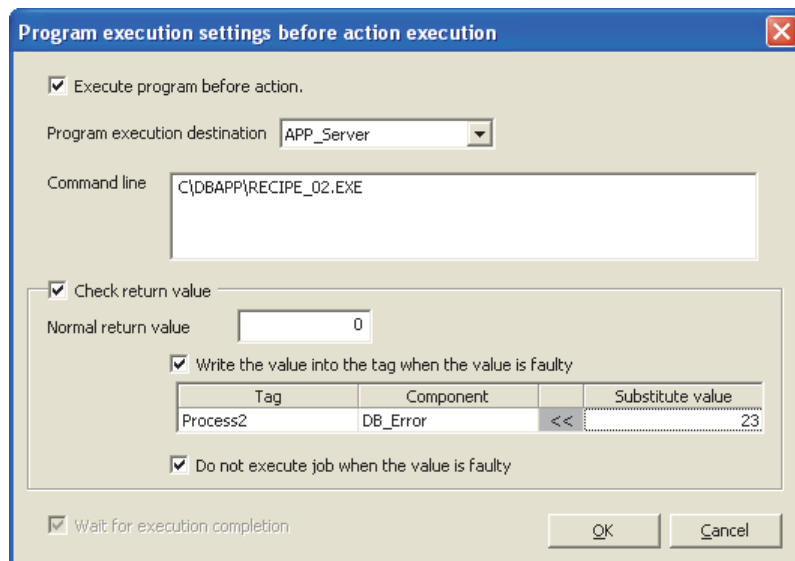 Program execution settings before action execution
Execute program before action.
Program execution destination APP_Server
Command line C\DBAPP\RECIPE_02.EXE
Check return value
Normal return value 0
Write the value into the tag when the value is faulty
Tag Component Substitute value
Process2 DB_Error << 23
Do not execute job when the value is faulty
Wait for execution completion
OK Cancel